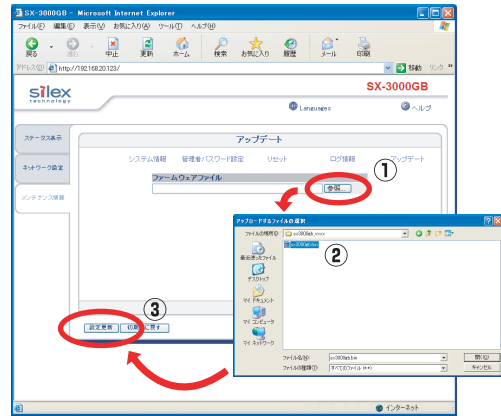 SX-3000GB - Microsoft Internet Explorer
ファイル(F) 編集(E) 表示(V) お気に入り(A) ツール(T) ヘルプ(H)
戻る 中止 更新 ホーム 検索 お気に入り 履歴 メール 印刷
アドレス(D) http://192.168.20.123/ 移動 リンク »
silex technology
SX-3000GB
Languages ヘルプ
ステータス表示
ネットワーク設定
メンテナンス情報
アップデート
システム情報 管理者パスワード設定 リセット ログ情報 アップデート
①
ファームウェアファイル
参照...
アップロードするファイルの選択
ファイルの場所(I):
②
最近使ったファイル
デスクトップ
マイ ドキュメント
マイ コンピュータ
マイ ネットワーク
ファイル名(N): sx3000gb.bin 開く(O)
ファイルの種類(T): すべてのファイル (*.*) キャンセル
③
設定更新
に戻す
インターネット